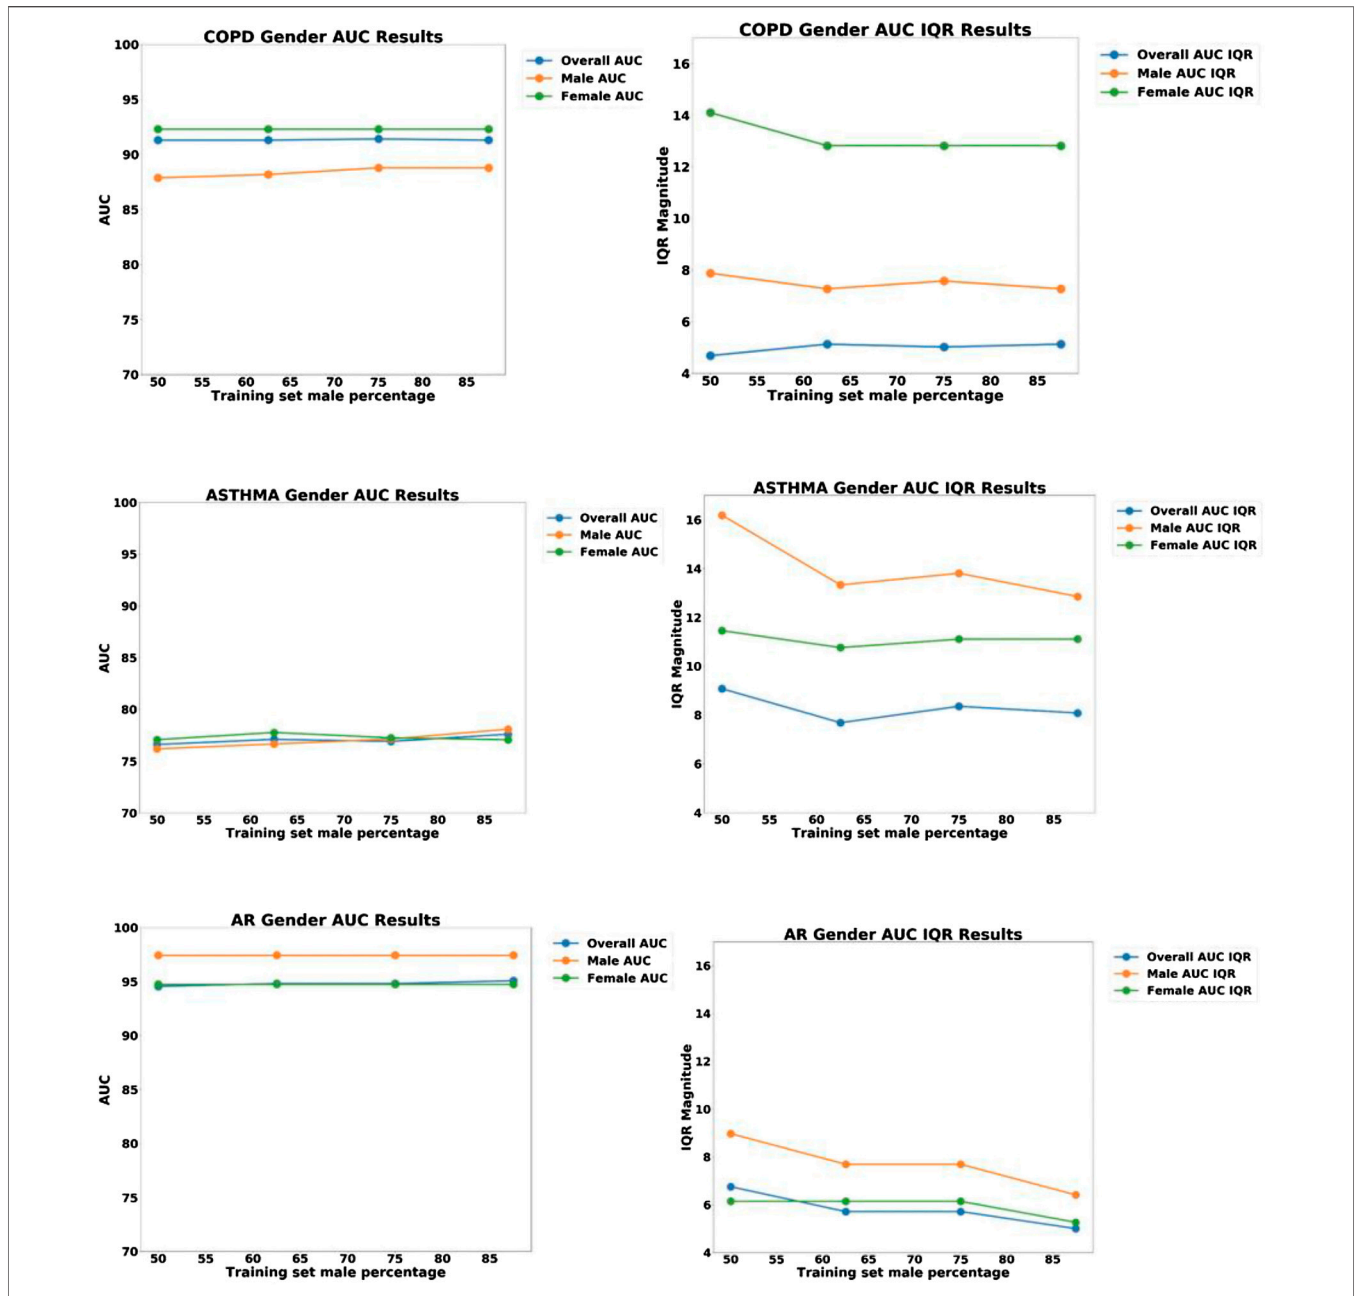 COPD Gender AUC Results
100
95
90
85
80
75
70
AUC
50 55 60 65 70 75 80 85
Training set male percentage
Overall AUC
Male AUC
Female AUC
COPD Gender AUC IQR Results
16
14
12
10
8
6
4
IQR Magnitude
50 55 60 65 70 75 80 85
Training set male percentage
Overall AUC IQR
Male AUC IQR
Female AUC IQR
ASTHMA Gender AUC Results
100
95
90
85
80
75
70
AUC
50 55 60 65 70 75 80 85
Training set male percentage
Overall AUC
Male AUC
Female AUC
ASTHMA Gender AUC IQR Results
16
14
12
10
8
6
4
IQR Magnitude
50 55 60 65 70 75 80 85
Training set male percentage
Overall AUC IQR
Male AUC IQR
Female AUC IQR
AR Gender AUC Results
100
95
90
85
80
75
70
AUC
50 55 60 65 70 75 80 85
Training set male percentage
Overall AUC
Male AUC
Female AUC
AR Gender AUC IQR Results
16
14
12
10
8
6
4
IQR Magnitude
50 55 60 65 70 75 80 85
Training set male percentage
Overall AUC IQR
Male AUC IQR
Female AUC IQR